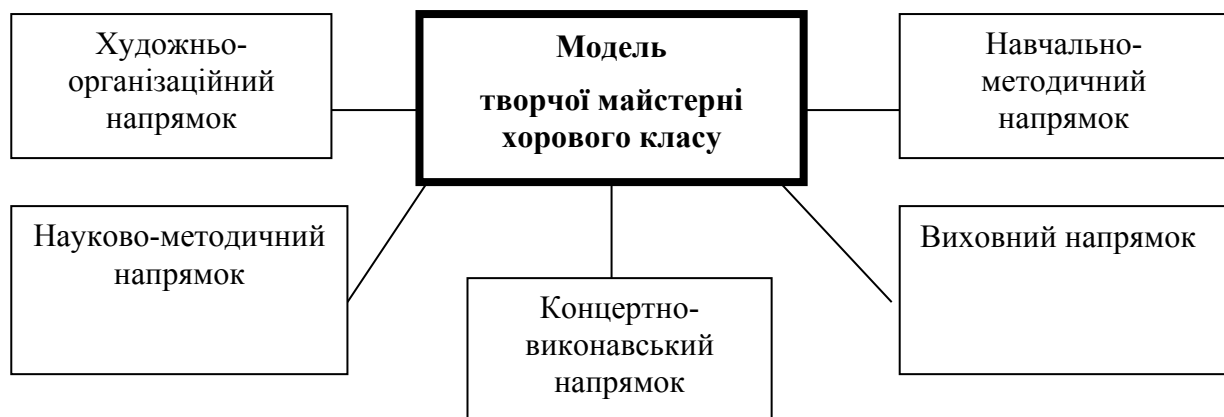 Художньо-
організаційний
напрямок
Модель
творчої майстерні
хорового класу
Навчально-
методичний
напрямок
Науково-методичний
напрямок
Концертно-
виконавський
напрямок
Виховний напрямок